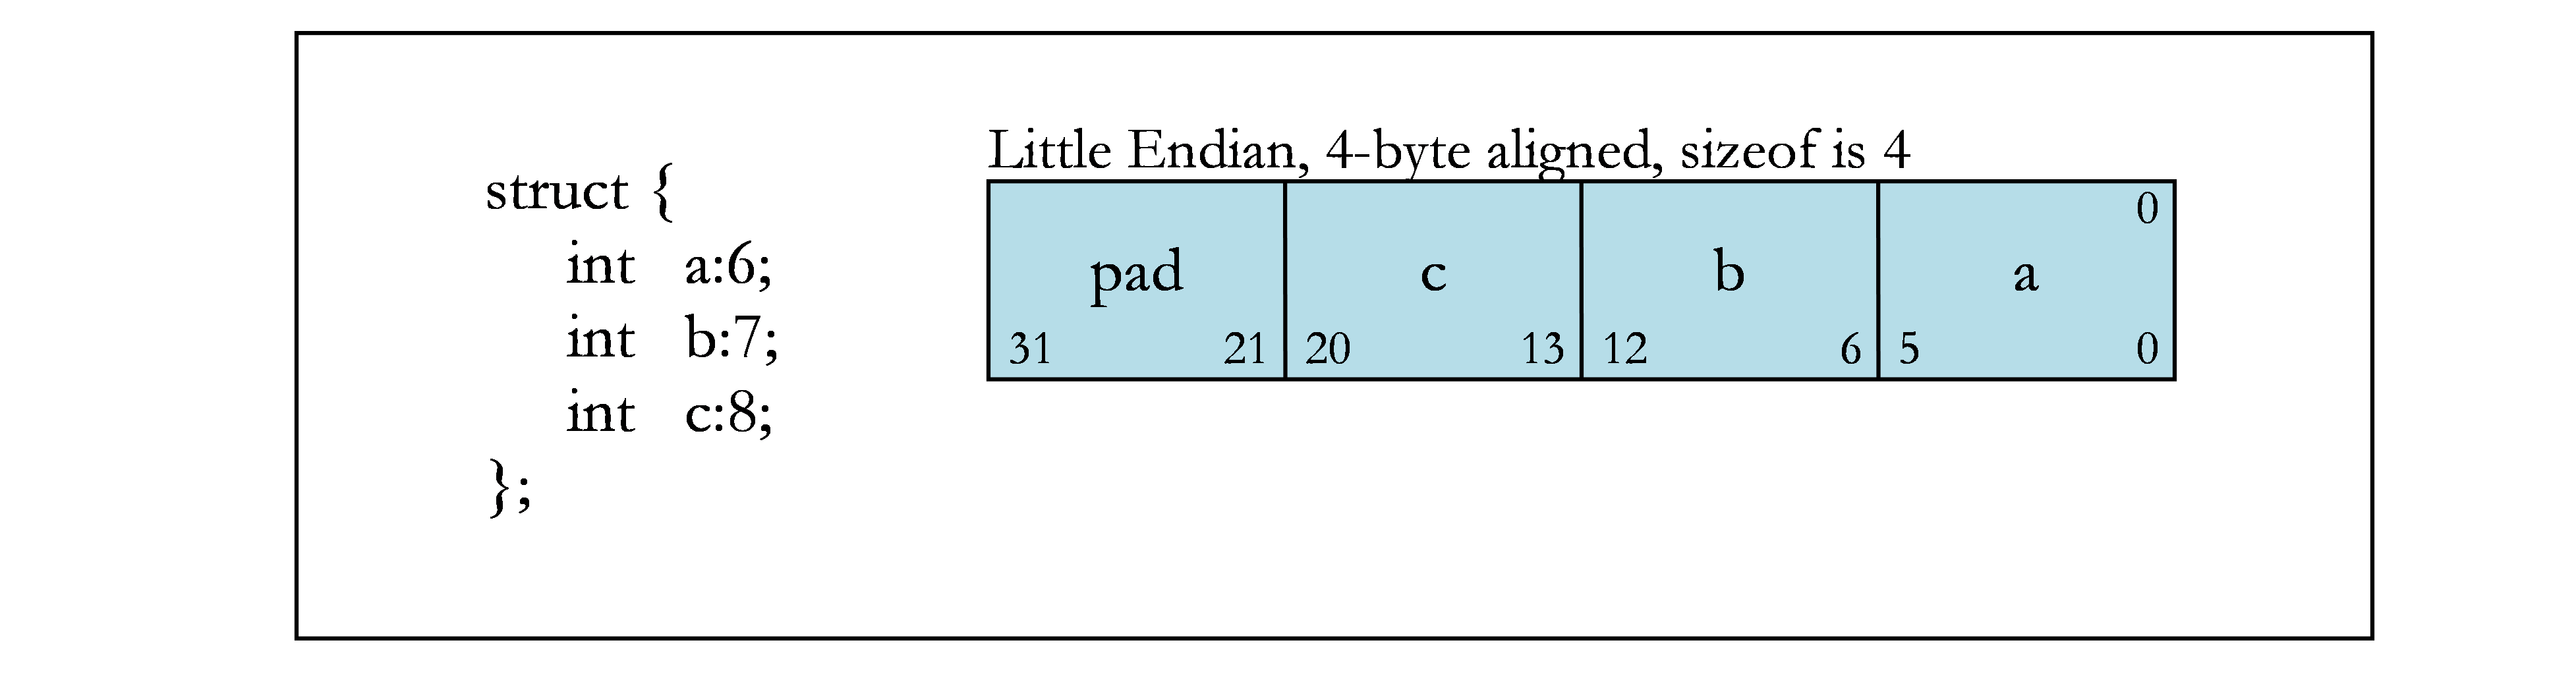 struct {
int a:6;
int b:7;
int c:8;
};
Little Endian, 4-byte aligned, sizeof is 4
0
pad c b a
31 21 20 13 12 6 5 0